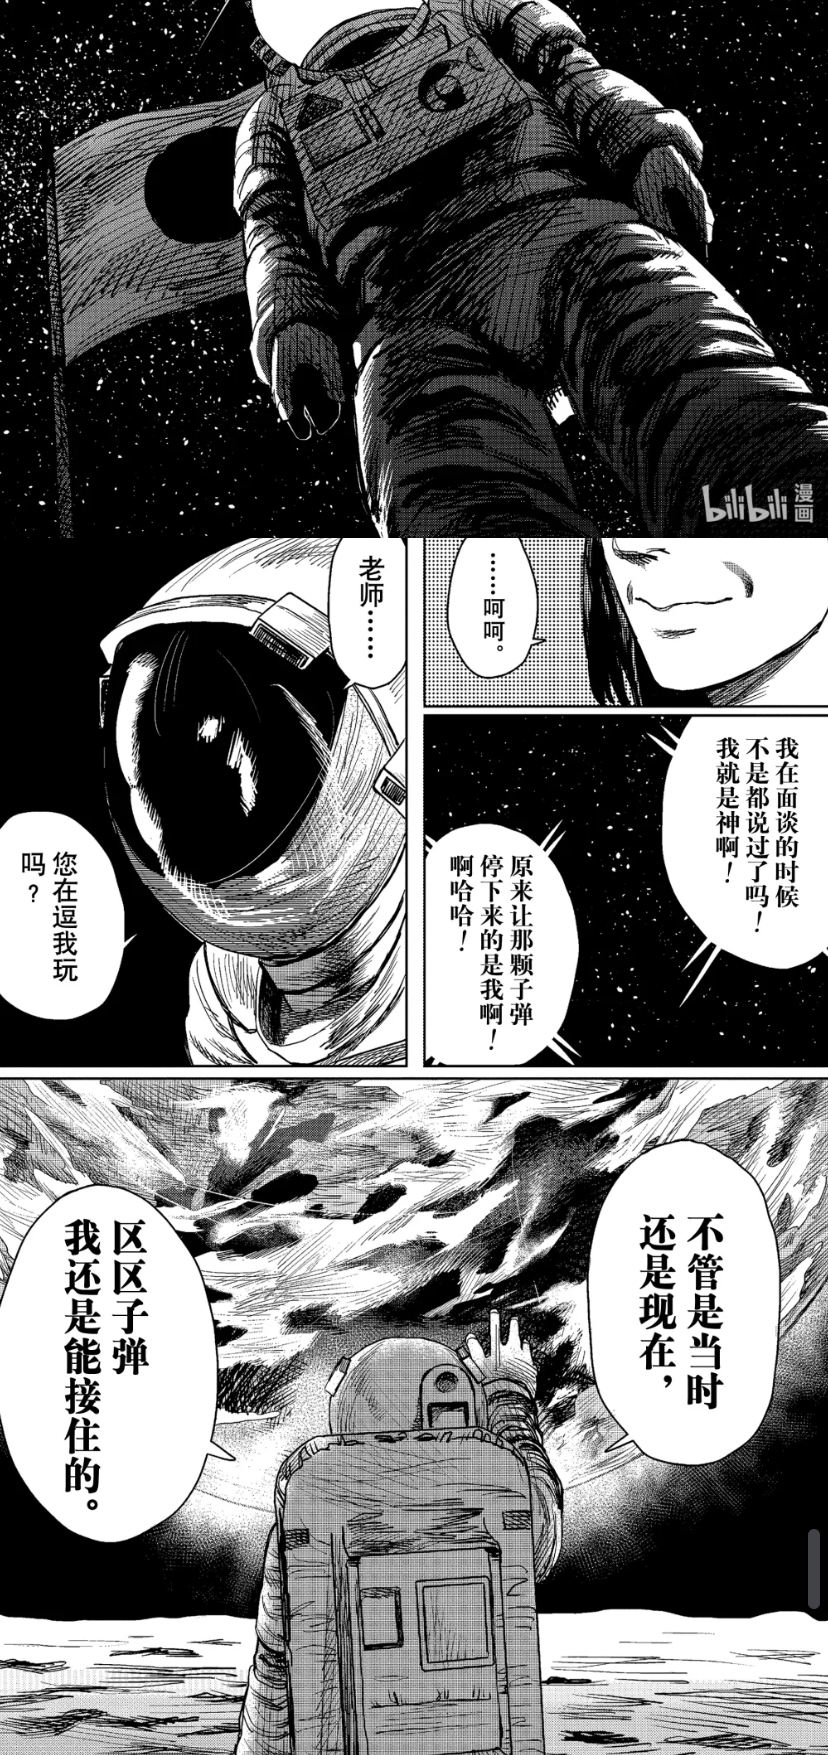 bilibili漫画
……呵呵。
我在面谈的时候
不是都说过了吗！
我就是神啊！
原来让那颗子弹
停下来的是我啊！
啊哈哈！
老师……
您在逗我玩
吗？
不管是当时
还是现在，
区区子弹
我还是能接住的。